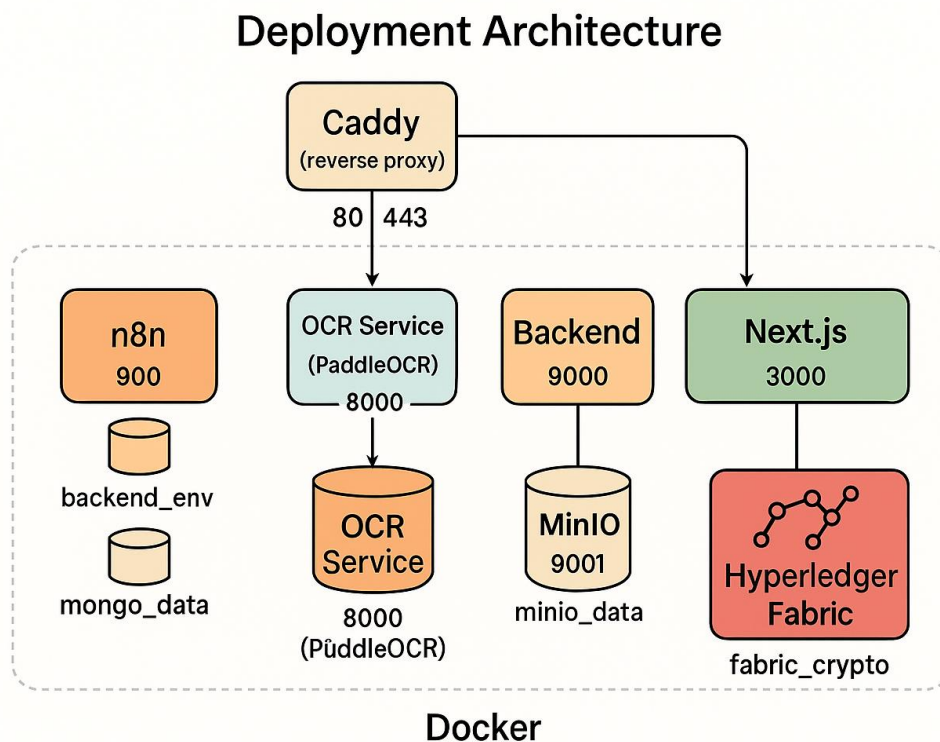 Deployment Architecture
Caddy
(reverse proxy)
80 443
n8n
900
backend_env
mongo_data
OCR Service
(PaddleOCR)
8000
OCR
Service
8000
(PûddleOCR)
Backend
9000
MinIO
9001
minio_data
Next.js
3000
Hyperledger
Fabric
fabric_crypto
Docker